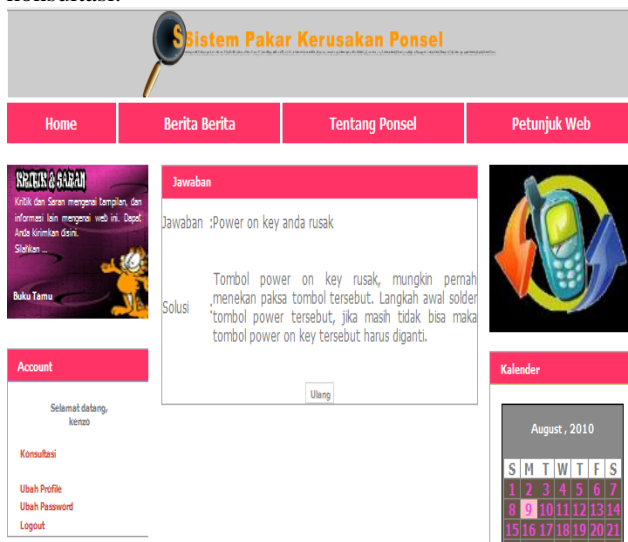 konsultasi.
Sistem Pakar Kerusakan Ponsel
Home
Berita Berita
Tentang Ponsel
Petunjuk Web
KRITIK & SARAN
Kritik dan Saran mengenai tampilan, dan
informasi lain mengenai web ini. Dapat
Anda Kirimkan disini.
Silahkan ...
Buku Tamu
Account
Selamat datang,
kenzo
Konsultasi
Ubah Profile
Ubah Password
Logout
Jawaban
Jawaban :Power on key anda rusak
Solusi :
Tombol power on key rusak, mungkin pernah
menekan paksa tombol tersebut. Langkah awal solder
tombol power tersebut, jika masih tidak bisa maka
tombol power on key tersebut harus diganti.
Ulang
Kalender
August , 2010
S M T W T F S
1 2 3 4 5 6 7
8 9 10 11 12 13 14
15 16 17 18 19 20 21